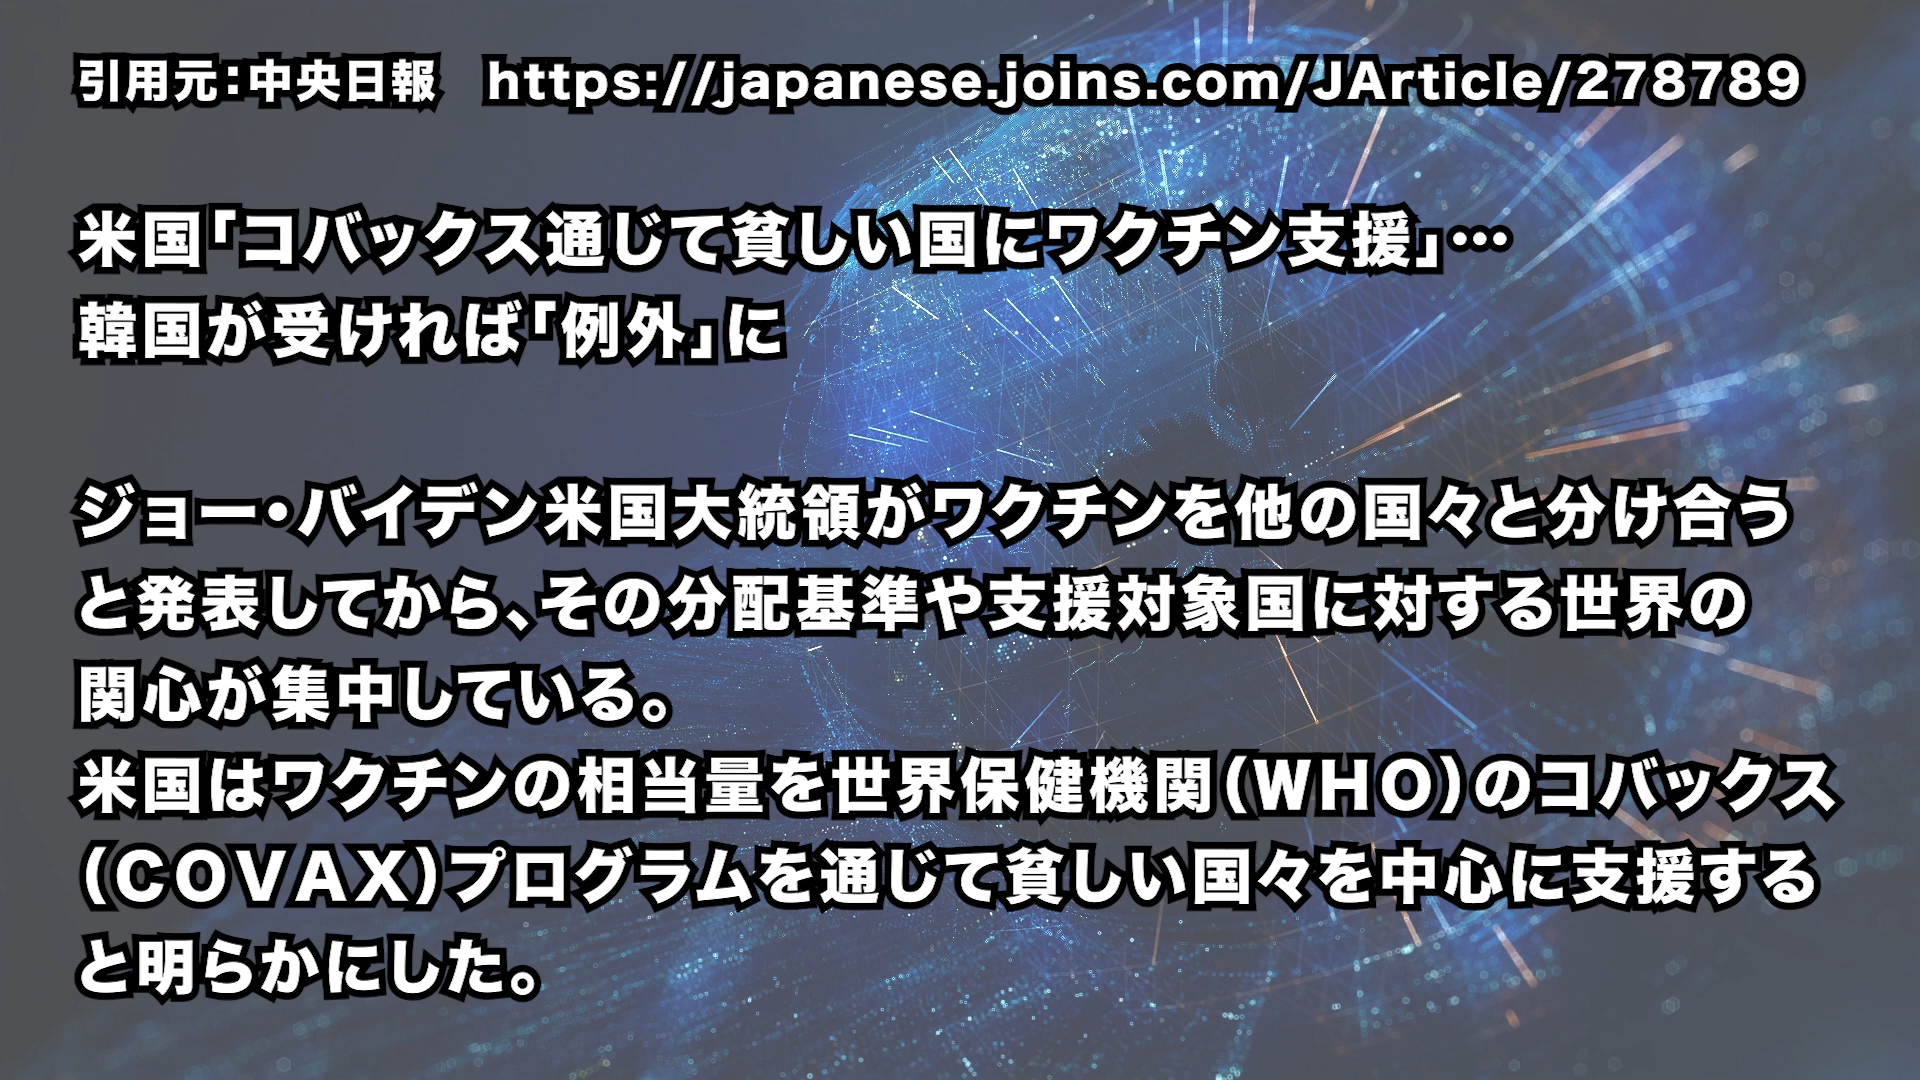 引用元：中央日報　https://japanese.joins.com/JArticle/278789
米国「コバックス通じて貧しい国にワクチン支援」…
韓国が受ければ「例外」に
ジョー・バイデン米国大統領がワクチンを他の国々と分け合う
と発表してから、その分配基準や支援対象国に対する世界の
関心が集中している。
米国はワクチンの相当量を世界保健機関（ＷＨＯ）のコバックス
（ＣＯＶＡＸ）プログラムを通じて貧しい国々を中心に支援する
と明らかにした。